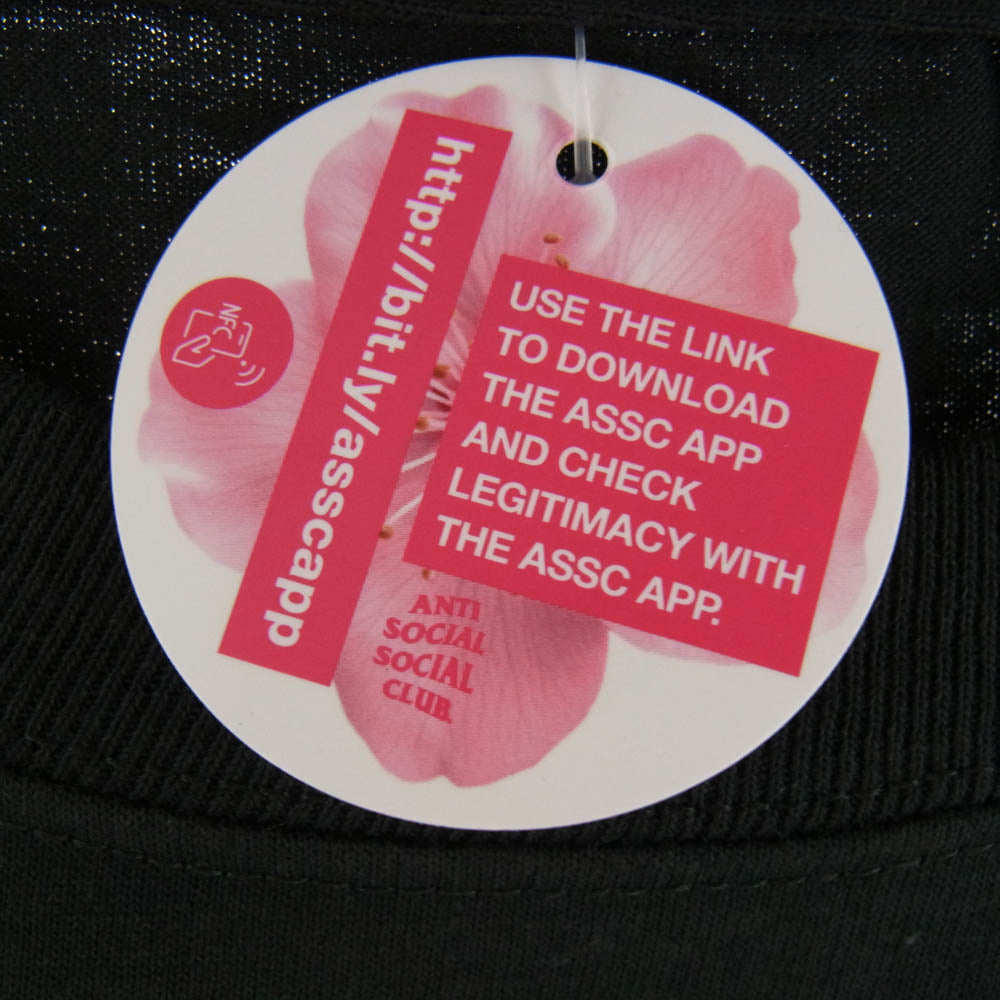 NFC
http://bit.ly/asscapp
USE THE LINK
TO DOWNLOAD
THE ASSC APP
AND CHECK
LEGITIMACY WITH
THE ASSC APP.
ANTI
SOCIAL
SOCIAL
CLUB